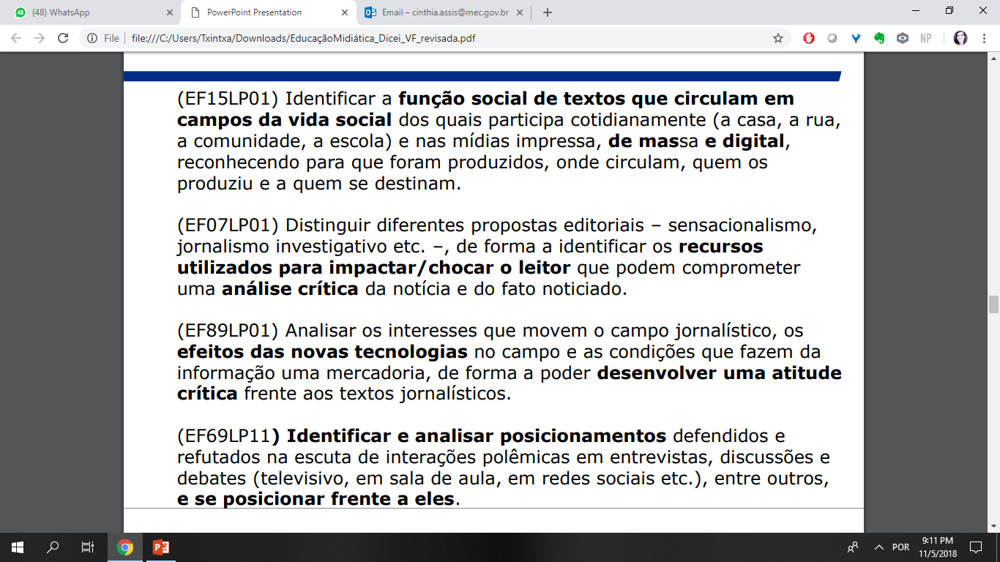 (48) WhatsApp
PowerPoint Presentation
Email – cinthia.assis@mec.gov.br
File
file:///C:/Users/Txintxa/Downloads/EducaçãoMidiática_Dicei_VF_revisada.pdf
NP
(EF15LP01) Identificar a função social de textos que circulam em
campos da vida social dos quais participa cotidianamente (a casa, a rua,
a comunidade, a escola) e nas mídias impressa, de massa e digital,
reconhecendo para que foram produzidos, onde circulam, quem os
produziu e a quem se destinam.
(EF07LP01) Distinguir diferentes propostas editoriais – sensacionalismo,
jornalismo investigativo etc. –, de forma a identificar os recursos
utilizados para impactar/chocar o leitor que podem comprometer
uma análise crítica da notícia e do fato noticiado.
(EF89LP01) Analisar os interesses que movem o campo jornalístico, os
efeitos das novas tecnologias no campo e as condições que fazem da
informação uma mercadoria, de forma a poder desenvolver uma atitude
crítica frente aos textos jornalísticos.
(EF69LP11) Identificar e analisar posicionamentos defendidos e
refutados na escuta de interações polêmicas em entrevistas, discussões e
debates (televisivo, em sala de aula, em redes sociais etc.), entre outros,
e se posicionar frente a eles.
POR
9:11 PM
11/5/2018